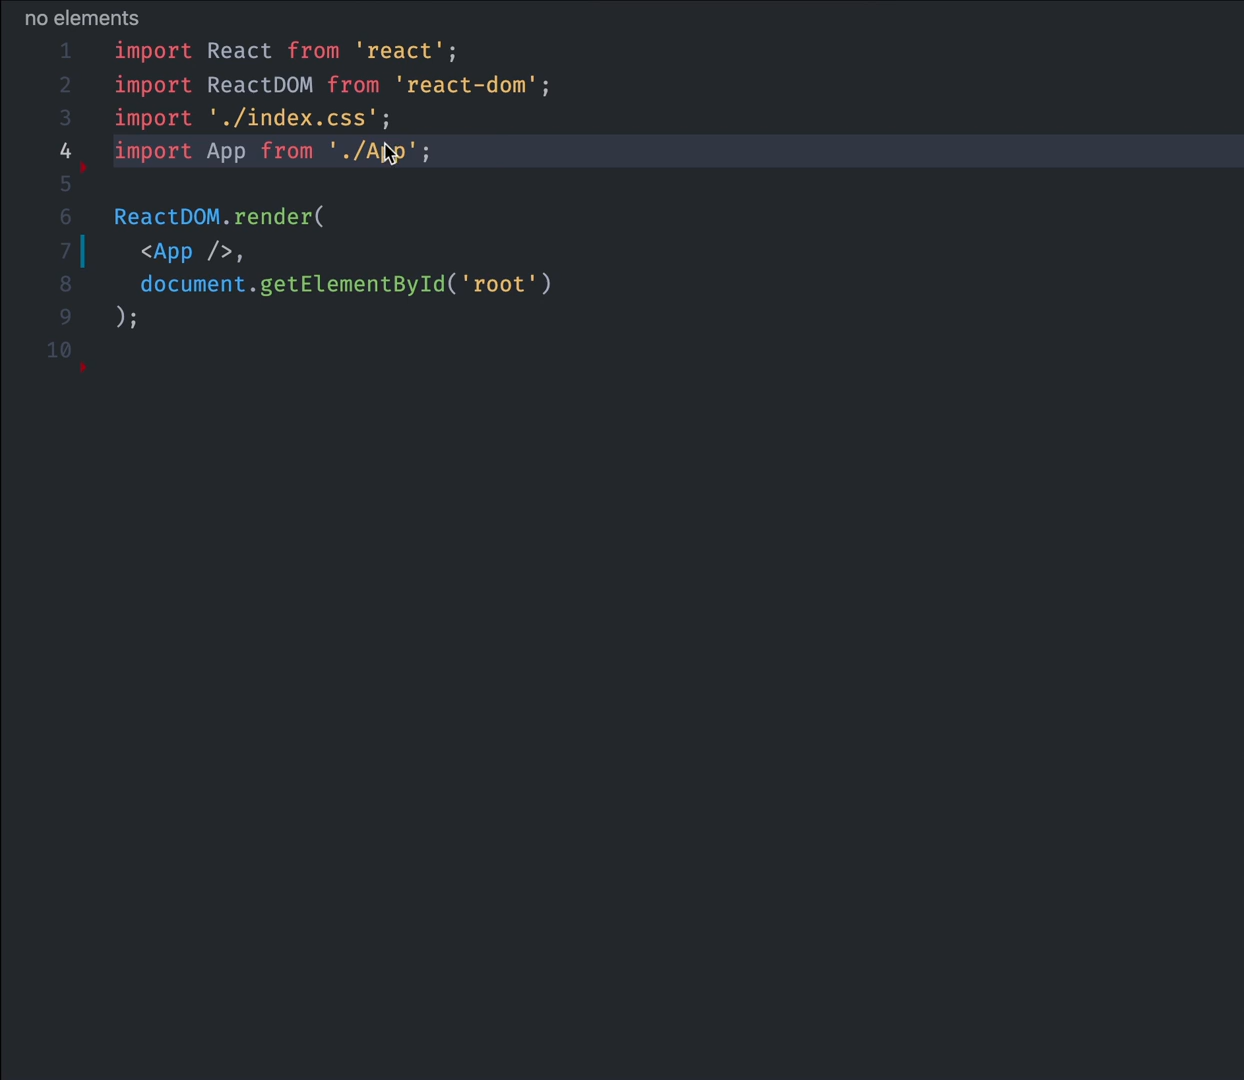 no elements
1 import React from 'react';
2 import ReactDOM from 'react-dom';
3 import './index.css';
4 import App from './App';
5
6 ReactDOM.render(
7   <App />,
8   document.getElementById('root')
9 );
10